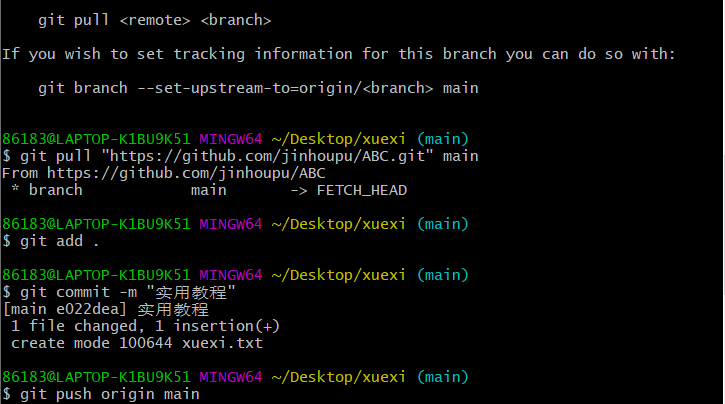 git pull <remote> <branch>
If you wish to set tracking information for this branch you can do so with:
git branch --set-upstream-to=origin/<branch> main
86183@LAPTOP-K1BU9K51 MINGW64 ~/Desktop/xuexi (main)
$ git pull "https://github.com/jinhoupu/ABC.git" main
From https://github.com/jinhoupu/ABC
 * branch            main       -> FETCH_HEAD
86183@LAPTOP-K1BU9K51 MINGW64 ~/Desktop/xuexi (main)
$ git add .
86183@LAPTOP-K1BU9K51 MINGW64 ~/Desktop/xuexi (main)
$ git commit -m "实用教程"
[main e022dea] 实用教程
 1 file changed, 1 insertion(+)
 create mode 100644 xuexi.txt
86183@LAPTOP-K1BU9K51 MINGW64 ~/Desktop/xuexi (main)
$ git push origin main